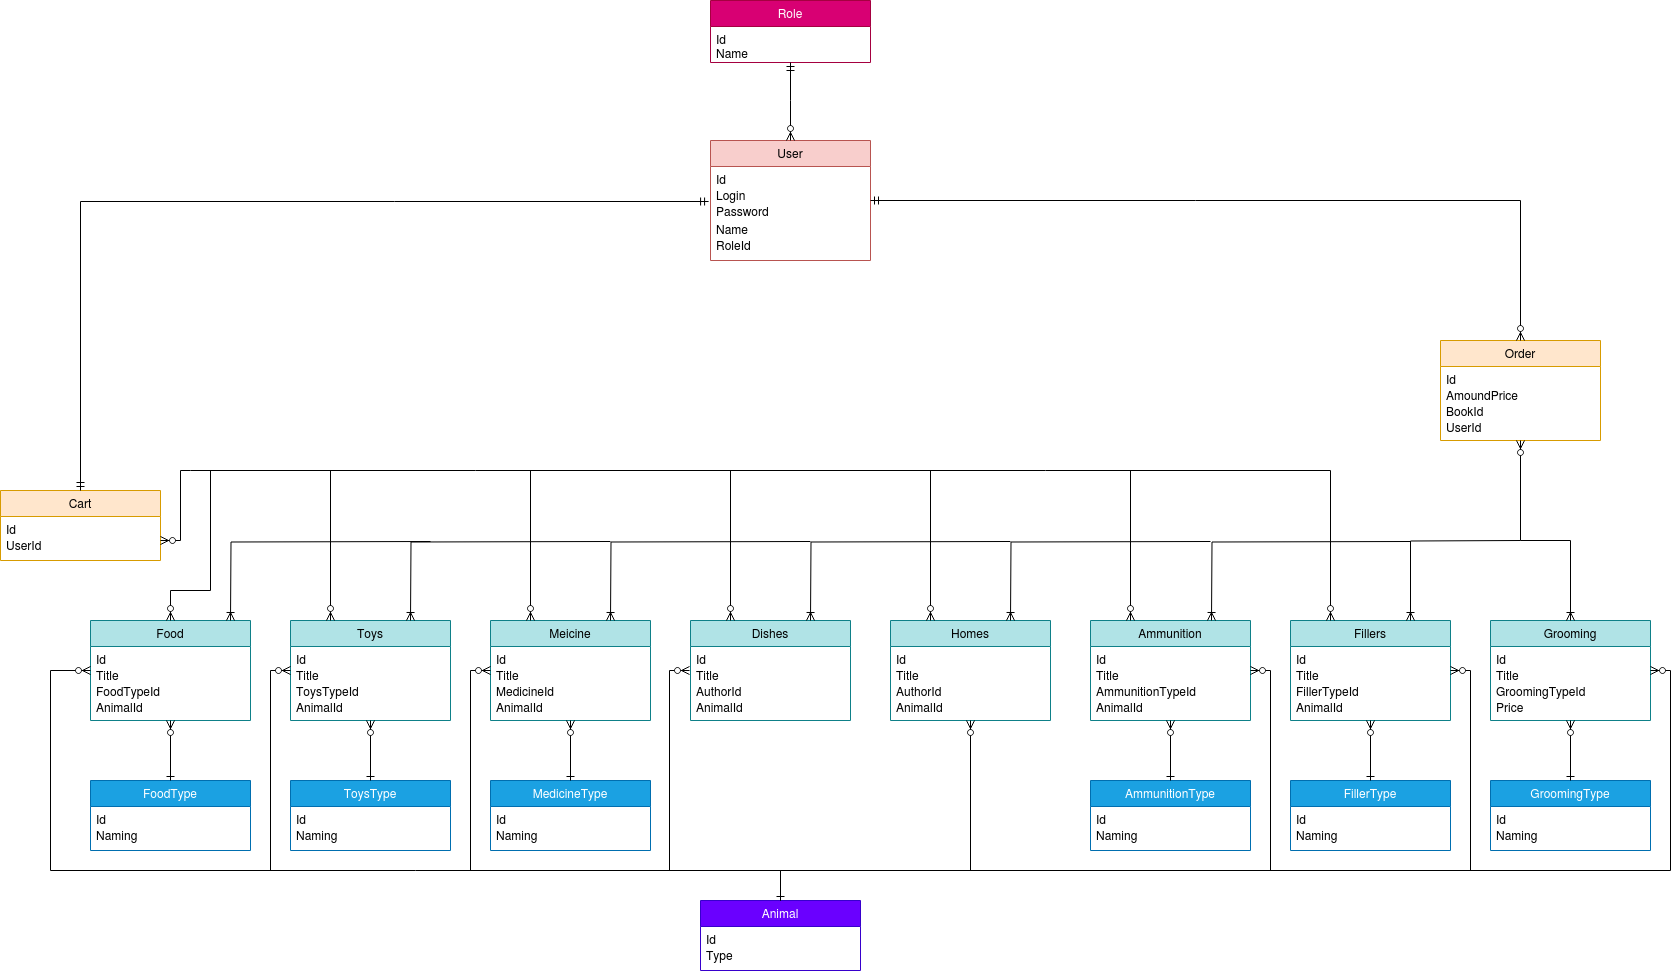 Role
Id
Name
User
Id
Login
Password
Name
RoleId
Order
Id
AmoundPrice
BookId
UserId
Cart
Id
UserId
Food
Id
Title
FoodTypeId
AnimalId
Toys
Id
Title
ToysTypeId
AnimalId
Meicine
Id
Title
MedicineId
AnimalId
Dishes
Id
Title
AuthorId
AnimalId
Homes
Id
Title
AuthorId
AnimalId
Ammunition
Id
Title
AmmunitionTypeId
AnimalId
Fillers
Id
Title
FillerTypeId
AnimalId
Grooming
Id
Title
GroomingTypeId
Price
FoodType
Id
Naming
ToysType
Id
Naming
MedicineType
Id
Naming
AmmunitionType
Id
Naming
FillerType
Id
Naming
GroomingType
Id
Naming
Animal
Id
Type